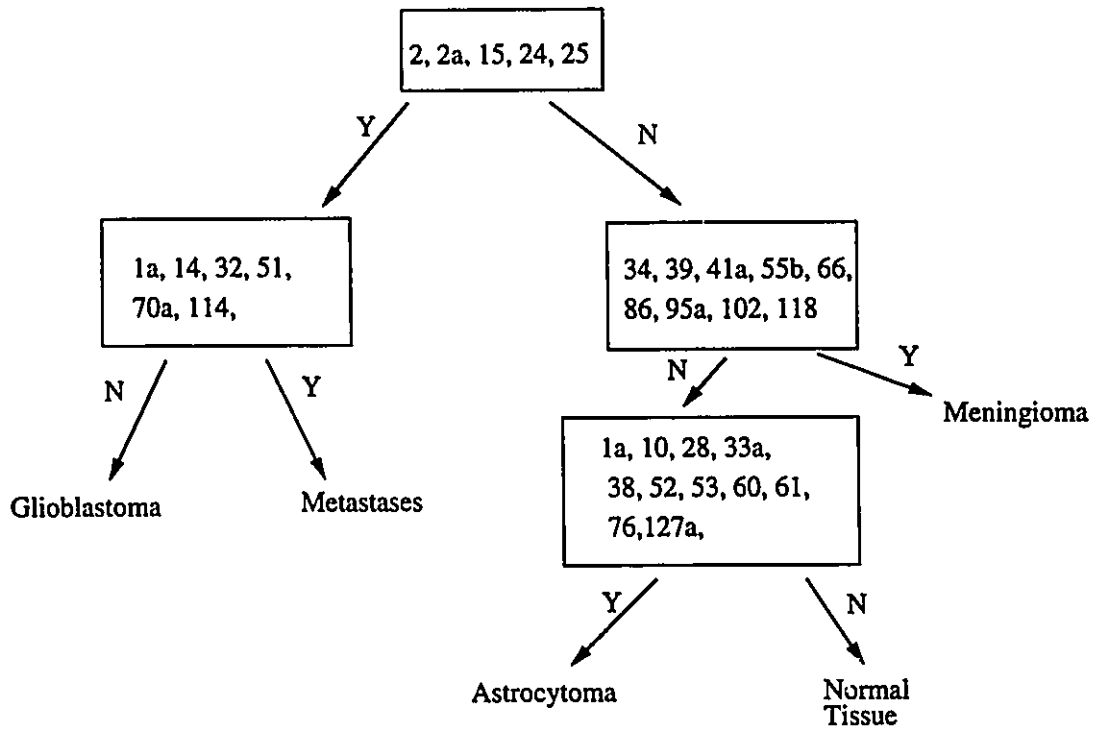 2, 2a, 15, 24, 25
Y
N
1a, 14, 32, 51,
70a, 114,
34, 39, 41a, 55b, 66,
86, 95a, 102, 118
N
Y
N
Y
Meningioma
1a, 10, 28, 33a,
38, 52, 53, 60, 61,
76,127a,
Glioblastoma
Metastases
Y
N
Astrocytoma
Normal
Tissue